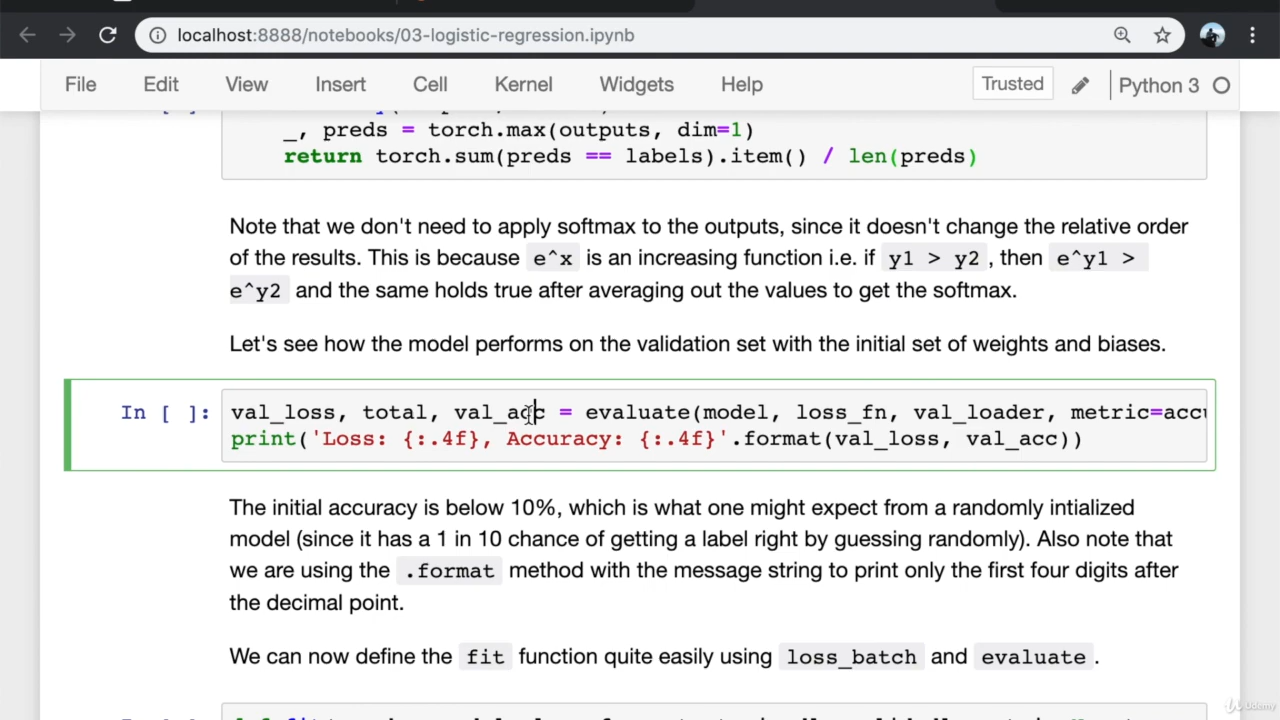 localhost:8888/notebooks/03-logistic-regression.ipynb
File Edit View Insert Cell Kernel Widgets Help Trusted Python 3
_, preds = torch.max(outputs, dim=1)
return torch.sum(preds == labels).item() / len(preds)
Note that we don't need to apply softmax to the outputs, since it doesn't change the relative order
of the results. This is because e^x is an increasing function i.e. if y1 > y2 , then e^y1 >
e^y2 and the same holds true after averaging out the values to get the softmax.
Let's see how the model performs on the validation set with the initial set of weights and biases.
In [ ]: val_loss, total, val_acc = evaluate(model, loss_fn, val_loader, metric=accu
print('Loss: {:.4f}, Accuracy: {:.4f}'.format(val_loss, val_acc))
The initial accuracy is below 10%, which is what one might expect from a randomly intialized
model (since it has a 1 in 10 chance of getting a label right by guessing randomly). Also note that
we are using the .format method with the message string to print only the first four digits after
the decimal point.
We can now define the fit function quite easily using loss_batch and evaluate .
Udemy